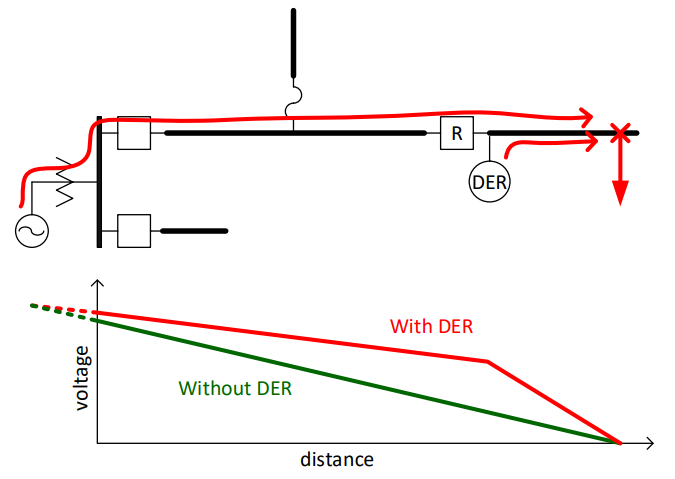 R
DER
With DER
Without DER
voltage
distance